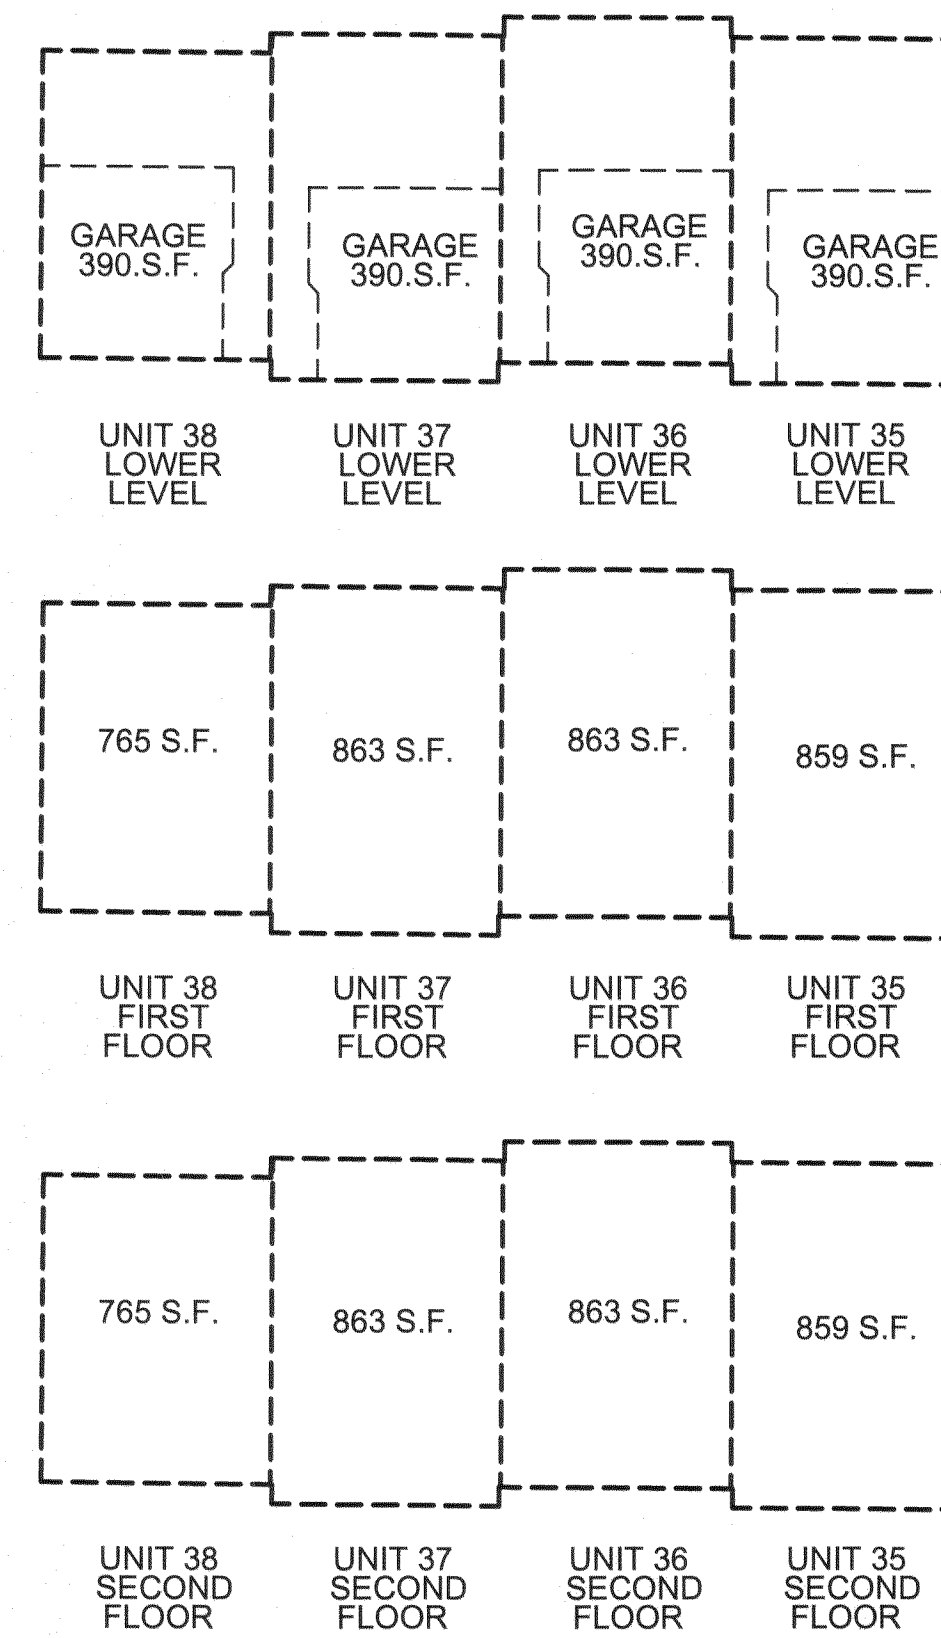 GARAGE
390.S.F.
GARAGE
390.S.F.
GARAGE
390.S.F.
GARAGE
390.S.F.
UNIT 38
LOWER
LEVEL
UNIT 37
LOWER
LEVEL
UNIT 36
LOWER
LEVEL
UNIT 35
LOWER
LEVEL
765 S.F.
863 S.F.
863 S.F.
859 S.F.
UNIT 38
FIRST
FLOOR
UNIT 37
FIRST
FLOOR
UNIT 36
FIRST
FLOOR
UNIT 35
FIRST
FLOOR
765 S.F.
863 S.F.
863 S.F.
859 S.F.
UNIT 38
SECOND
FLOOR
UNIT 37
SECOND
FLOOR
UNIT 36
SECOND
FLOOR
UNIT 35
SECOND
FLOOR